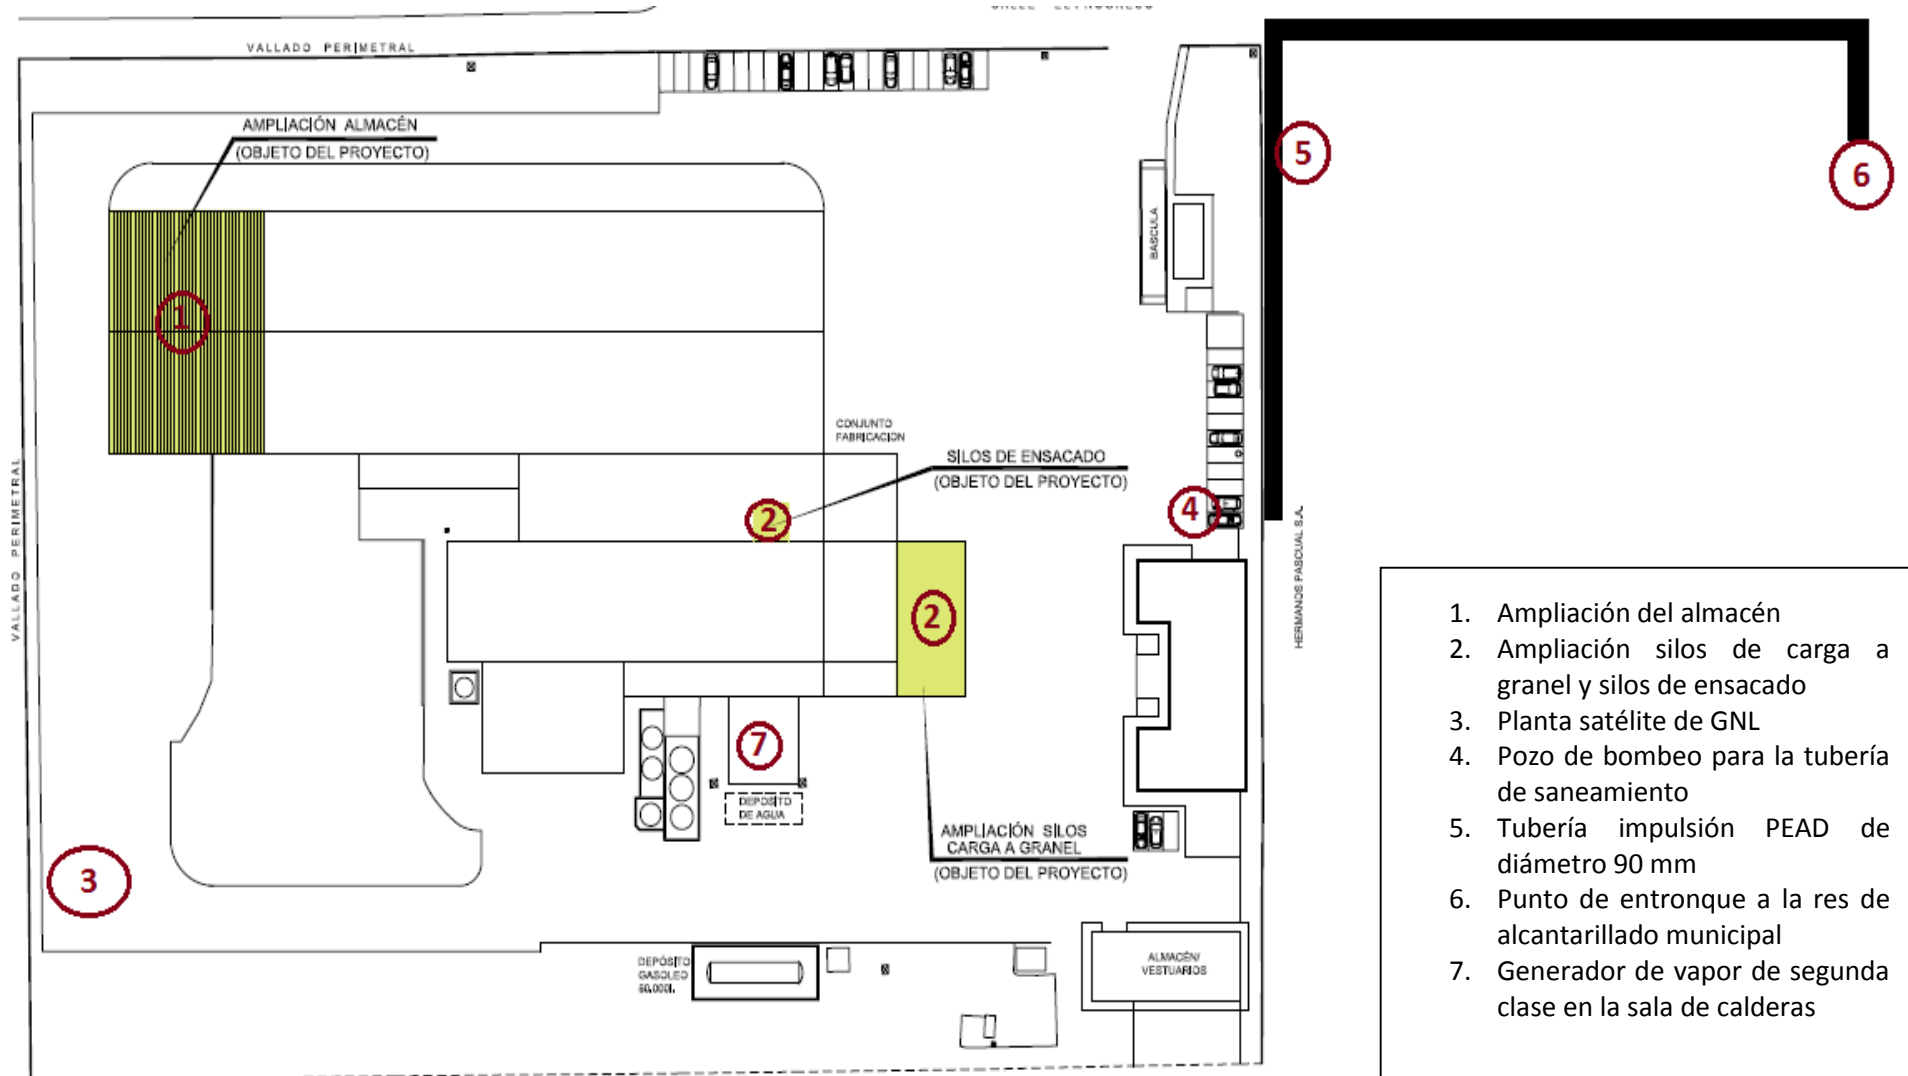 VALLADO PERIMETRAL
AMPLIACIÓN ALMACÉN
(OBJETO DEL PROYECTO)
5
6
BASCULA
1
CONJUNTO
FABRICACION
SILOS DE ENSACADO
(OBJETO DEL PROYECTO)
2
4
VALLADO PERIMETRAL
HERMANOS PASCUAL S.A.
2
7
DEPOSITO
DE AGUA
AMPLIACIÓN SILOS
CARGA A GRANEL
(OBJETO DEL PROYECTO)
3
DEPÓSITO
GASOLEO
ALMACÉN/
VESTUARIOS
1. Ampliación del almacén
2. Ampliación silos de carga a
granel y silos de ensacado
3. Planta satélite de GNL
4. Pozo de bombeo para la tubería
de saneamiento
5. Tubería impulsión PEAD de
diámetro 90 mm
6. Punto de entronque a la res de
alcantarillado municipal
7. Generador de vapor de segunda
clase en la sala de calderas